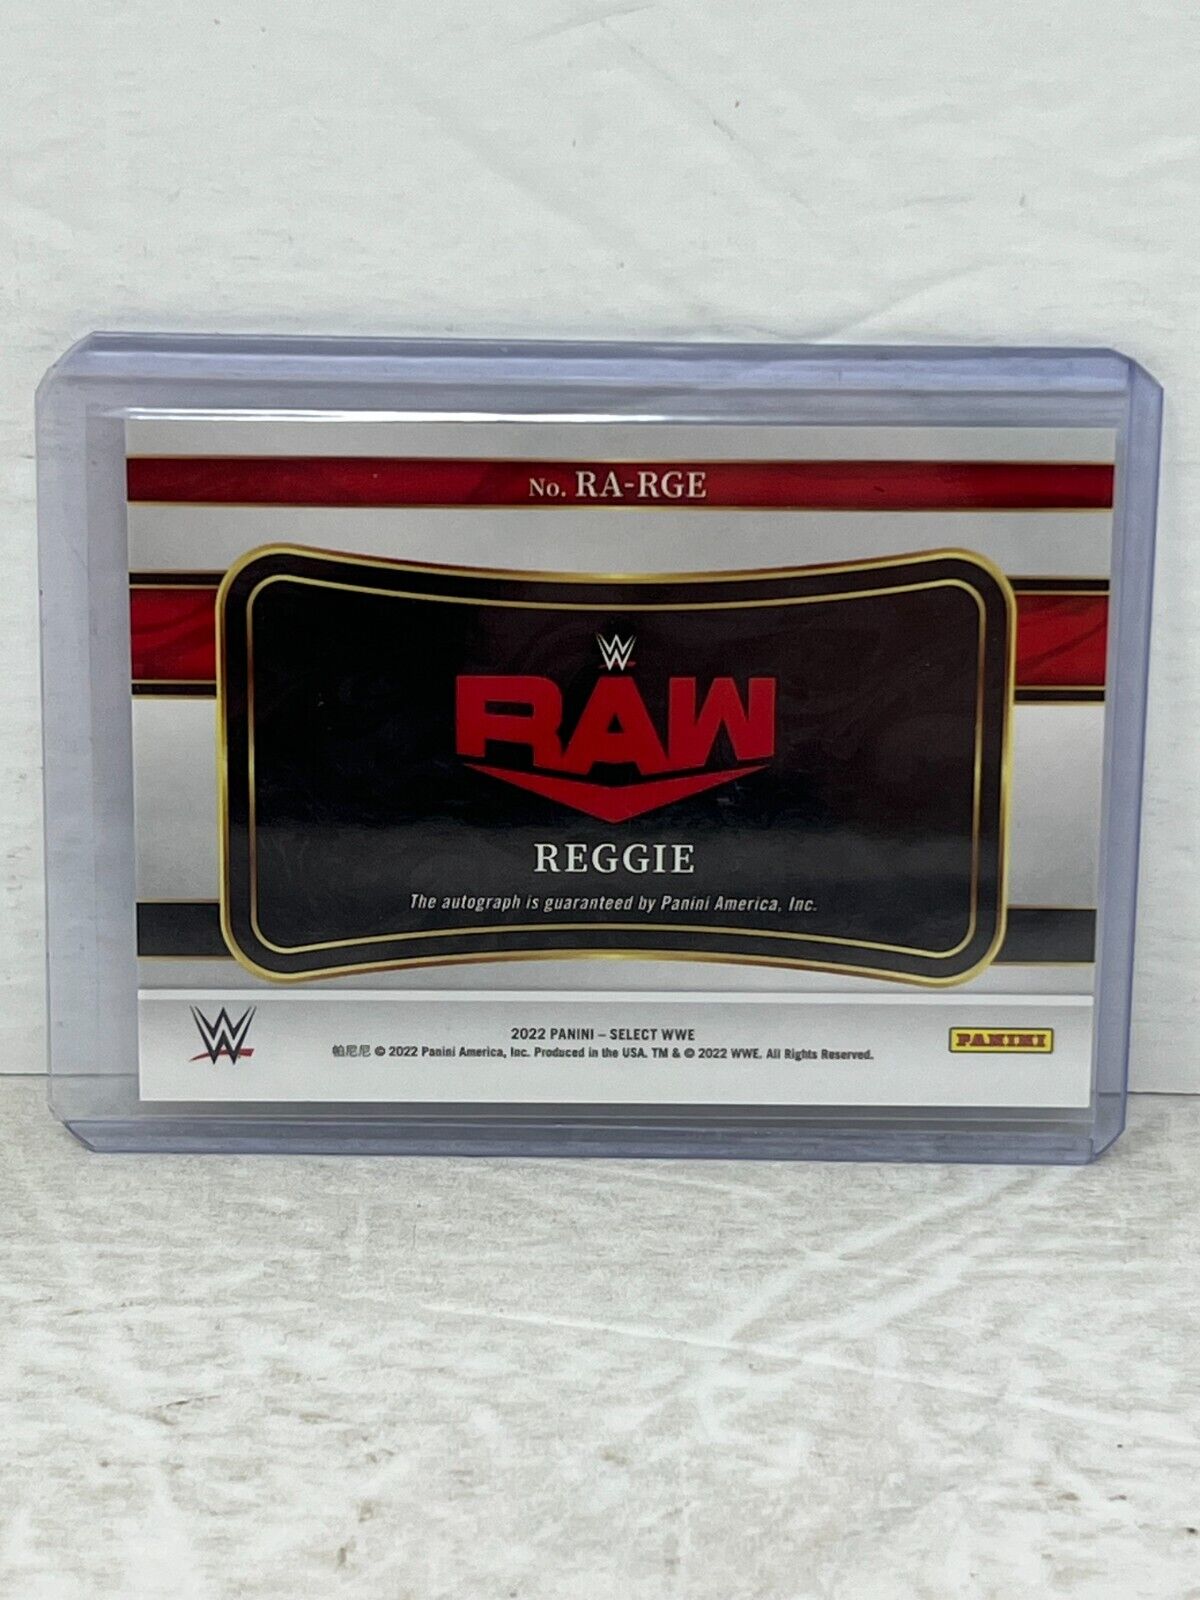 No. RA-RGE
W
RAW
REGGIE
The autograph is guaranteed by Panini America, Inc.
W
2022 PANINI – SELECT WWE
帕尼尼 © 2022 Panini America, Inc. Produced in the USA. TM & © 2022 WWE. All Rights Reserved.
PANINI